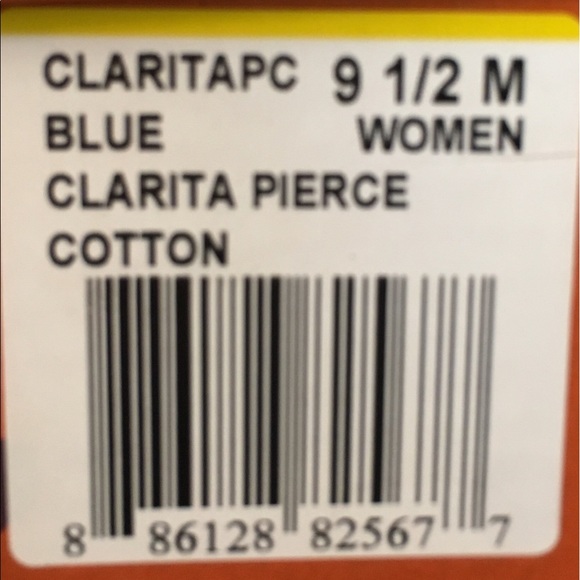 CLARITAPC 9 1/2 M
BLUE WOMEN
CLARITA PIERCE
COTTON
8 86128 82567 7